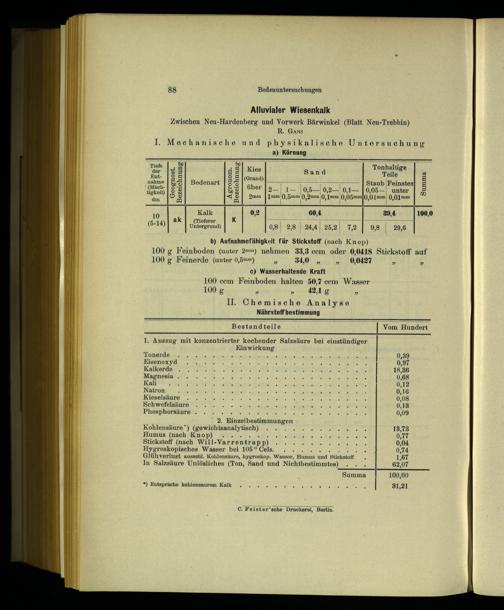 88 Bodenuntersuchungen
Alluvialer Wiesenkalk
Zwischen Neu-Hardenberg und Vorwerk Bärwinkel (Blatt Neu-Trebbin)
R. Gans
I. Mechanische und physikalische Untersuchung
a) Körnung
Tiefe der Ent-nahme (Mäch-tigkeit) dm | Geognost. Bezeichnung | Bodenart | Agronom. Bezeichnung | Kies (Grand) über 2mm | Sand | Tonhaltige Teile | Summa
2— 1mm | 1— 0,5mm | 0,5— 0,2mm | 0,2— 0,1mm | 0,1— 0,05mm | Staub 0,05— 0,01mm | Feinstes unter 0,01mm
10 (5-14) | ak | Kalk (Tieferer Untergrund) | K | 0,2 | 60,4 | 39,4 | 100,0
0,8 | 2,8 | 24,4 | 25,2 | 7,2 | 9,8 | 29,6
b) Aufnahmefähigkeit für Stickstoff (nach Knop)
100 g Feinboden (unter 2mm) nehmen 33,3 ccm oder 0,0418 Stickstoff auf
100 g Feinerde (unter 0,5mm) „ 34,0 „ „ 0,0427 „ „
c) Wasserhaltende Kraft
100 ccm Feinboden halten 50,7 ccm Wasser
100 g „ „ 42,1 g „
II. Chemische Analyse
Nährstoffbestimmung
Bestandteile | Vom Hundert
1. Auszug mit konzentrierter kochender Salzsäure bei einstündiger
Einwirkung
Tonerde 0,39
Eisenoxyd 0,97
Kalkerde 18,36
Magnesia 0,68
Kali 0,12
Natron 0,16
Kieselsäure 0,08
Schwefelsäure 0,13
Phosphorsäure 0,09
2. Einzelbestimmungen
Kohlensäure*) (gewichtsanalytisch) 13,73
Humus (nach Knop) 0,77
Stickstoff (nach Will-Varrentrapp) 0,04
Hygroskopisches Wasser bei 105° Cels. 0,74
Glühverlust ausschl. Kohlensäure, hygroskop. Wasser, Humus und Stickstoff 1,67
In Salzsäure Unlösliches (Ton, Sand und Nichtbestimmtes) 62,07
Summa 100,00
*) Entspräche kohlensaurem Kalk 31,21
C. Feister'sche Druckerei, Berlin.